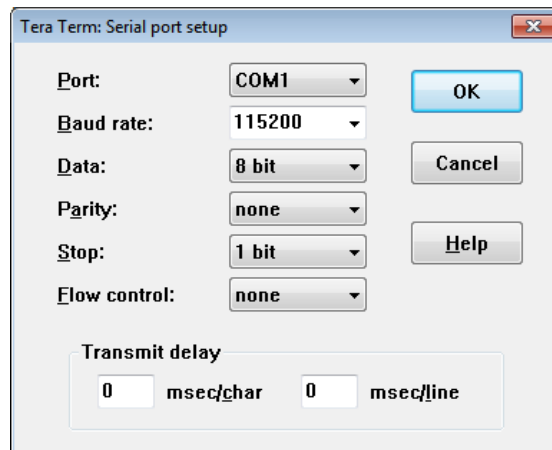 Tera Term: Serial port setup
Port: COM1
OK
Baud rate: 115200
Data: 8 bit
Cancel
Parity: none
Stop: 1 bit
Help
Flow control: none
Transmit delay
0 msec/char 0 msec/line